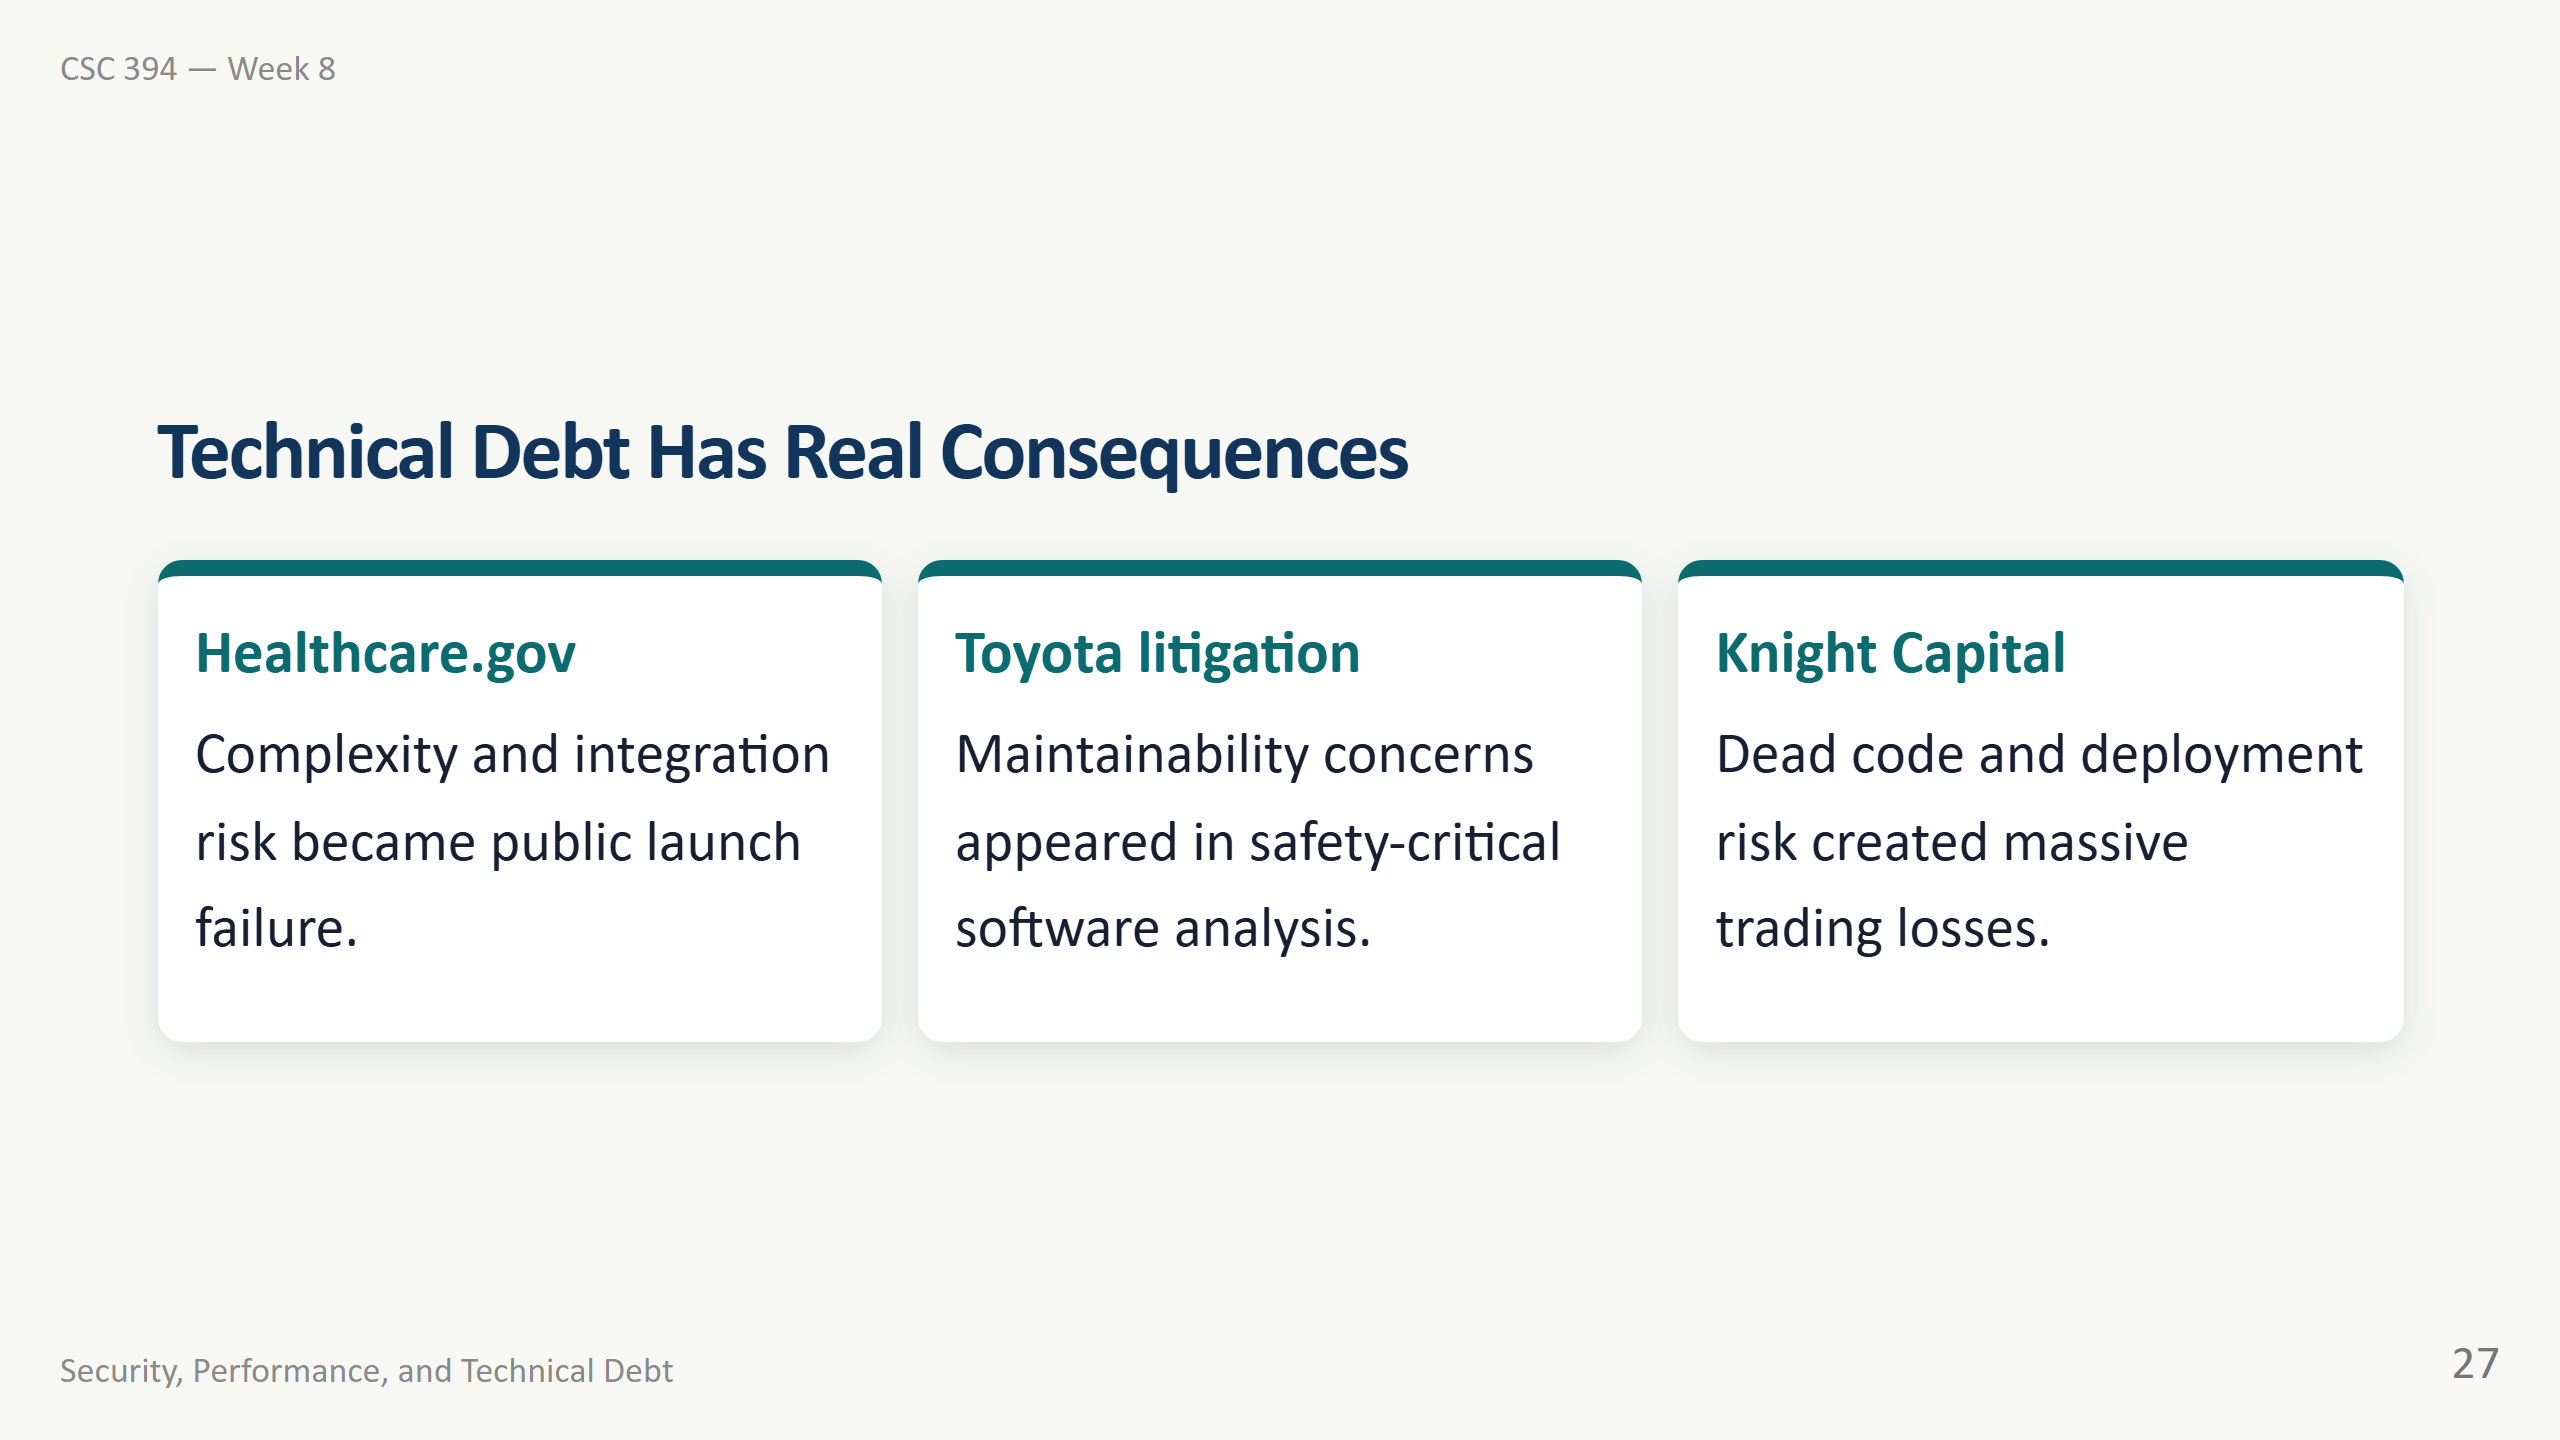 CSC 394 — Week 8
Technical Debt Has Real Consequences
Healthcare.gov
Complexity and integration
risk became public launch
failure.
Toyota litigation
Maintainability concerns
appeared in safety-critical
software analysis.
Knight Capital
Dead code and deployment
risk created massive
trading losses.
Security, Performance, and Technical Debt
27